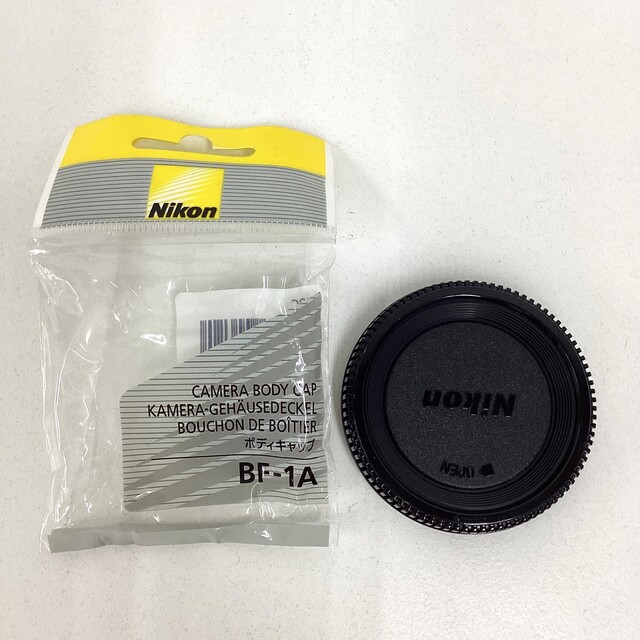 Nikon
CAMERA BODY CAP
KAMERA-GEHÄUSEDECKEL
BOUCHON DE BOÎTIER
ボディキャップ
BF-1A
Nikon
OPEN